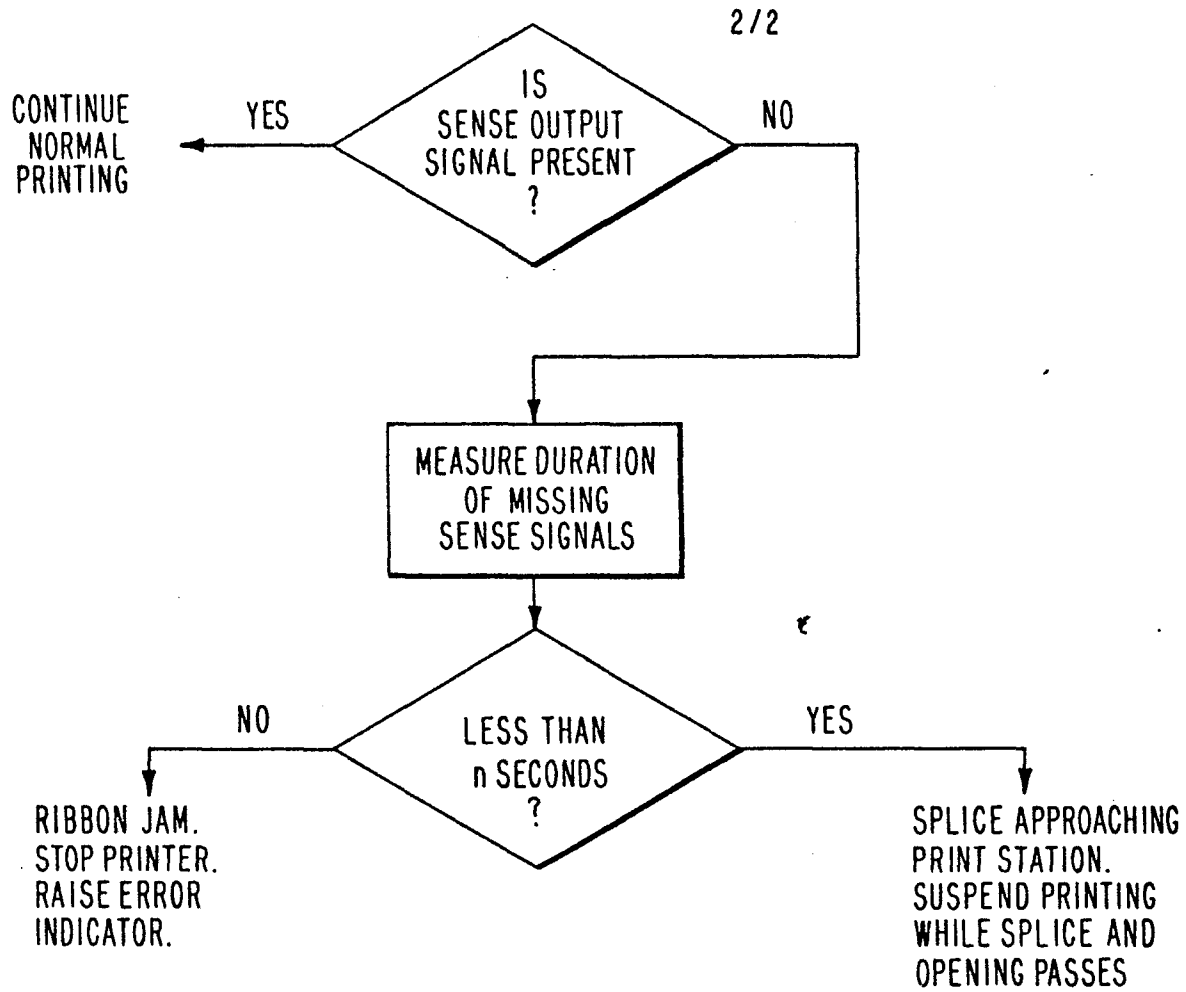 2/2
IS
SENSE OUTPUT
SIGNAL PRESENT
?
YES
NO
CONTINUE
NORMAL
PRINTING
MEASURE DURATION
OF MISSING
SENSE SIGNALS
LESS THAN
n SECONDS
?
NO
YES
RIBBON JAM.
STOP PRINTER.
RAISE ERROR
INDICATOR.
SPLICE APPROACHING
PRINT STATION.
SUSPEND PRINTING
WHILE SPLICE AND
OPENING PASSES